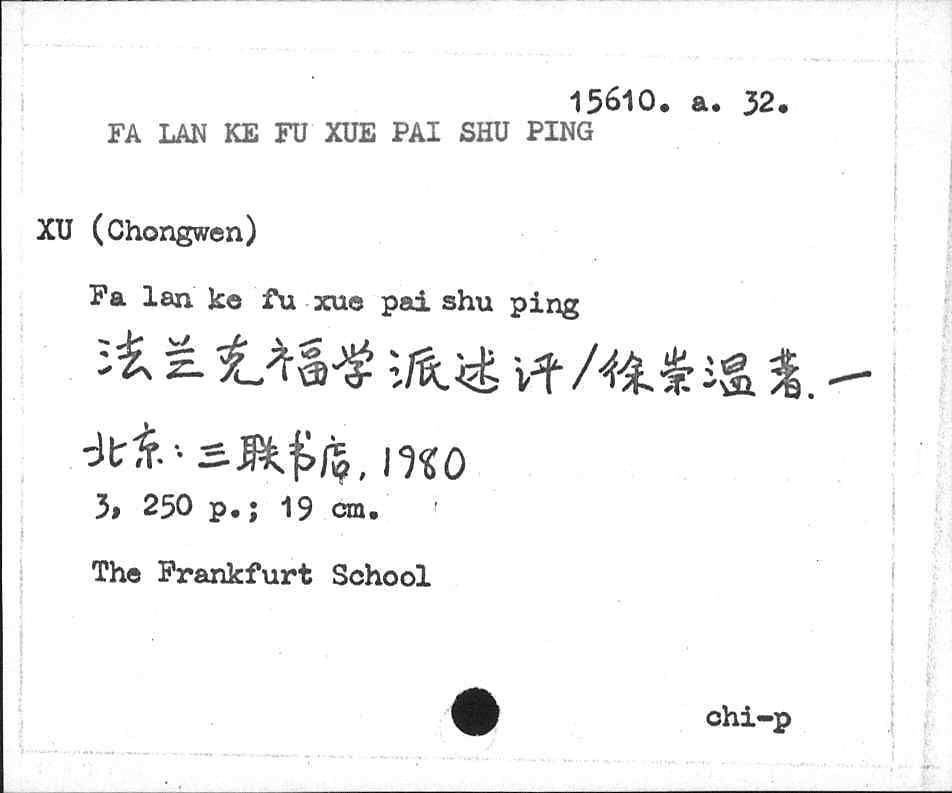 15610. a. 32.
FA LAN KE FU XUE PAI SHU PING
XU (Chongwen)
Fa lan ke fu xue pai shu ping
法兰克福学派述评/徐崇温著.—
北京：三联书店, 1980
3, 250 p.; 19 cm.
The Frankfurt School
chi-p